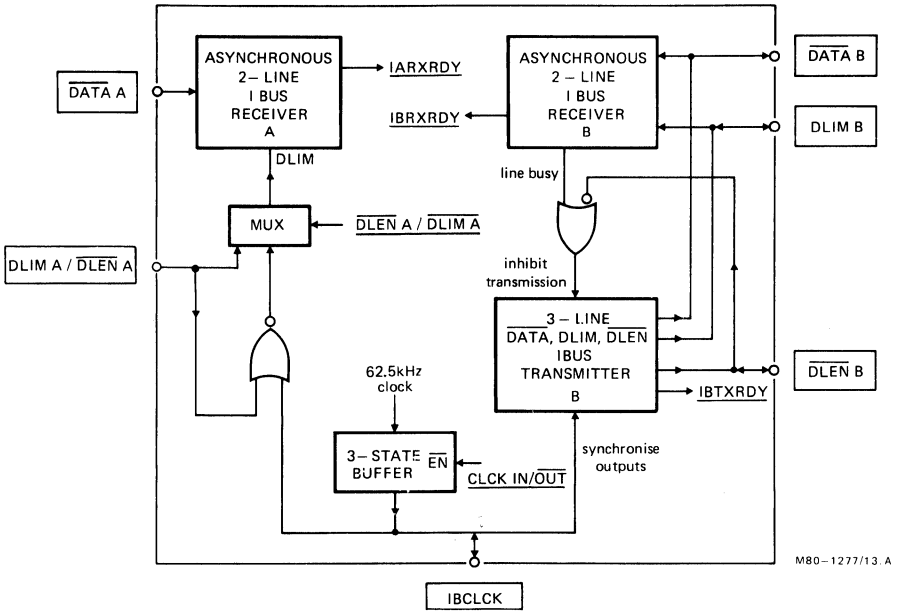 ASYNCHRONOUS
2-LINE
I BUS
RECEIVER
A
IARXRDY
DATA A
DLIM
MUX
DLEN A / DLIM A
DLIM A / DLEN A
ASYNCHRONOUS
2-LINE
I BUS
RECEIVER
B
IBRXRDY
DATA B
DLIM B
line busy
inhibit
transmission
3-LINE
DATA, DLIM, DLEN
IBUS
TRANSMITTER
B
DLEN B
IBTXRDY
62.5kHz
clock
3-STATE
BUFFER
EN
CLCK IN/OUT
synchronise
outputs
IBCLCK
M80-1277/13.A